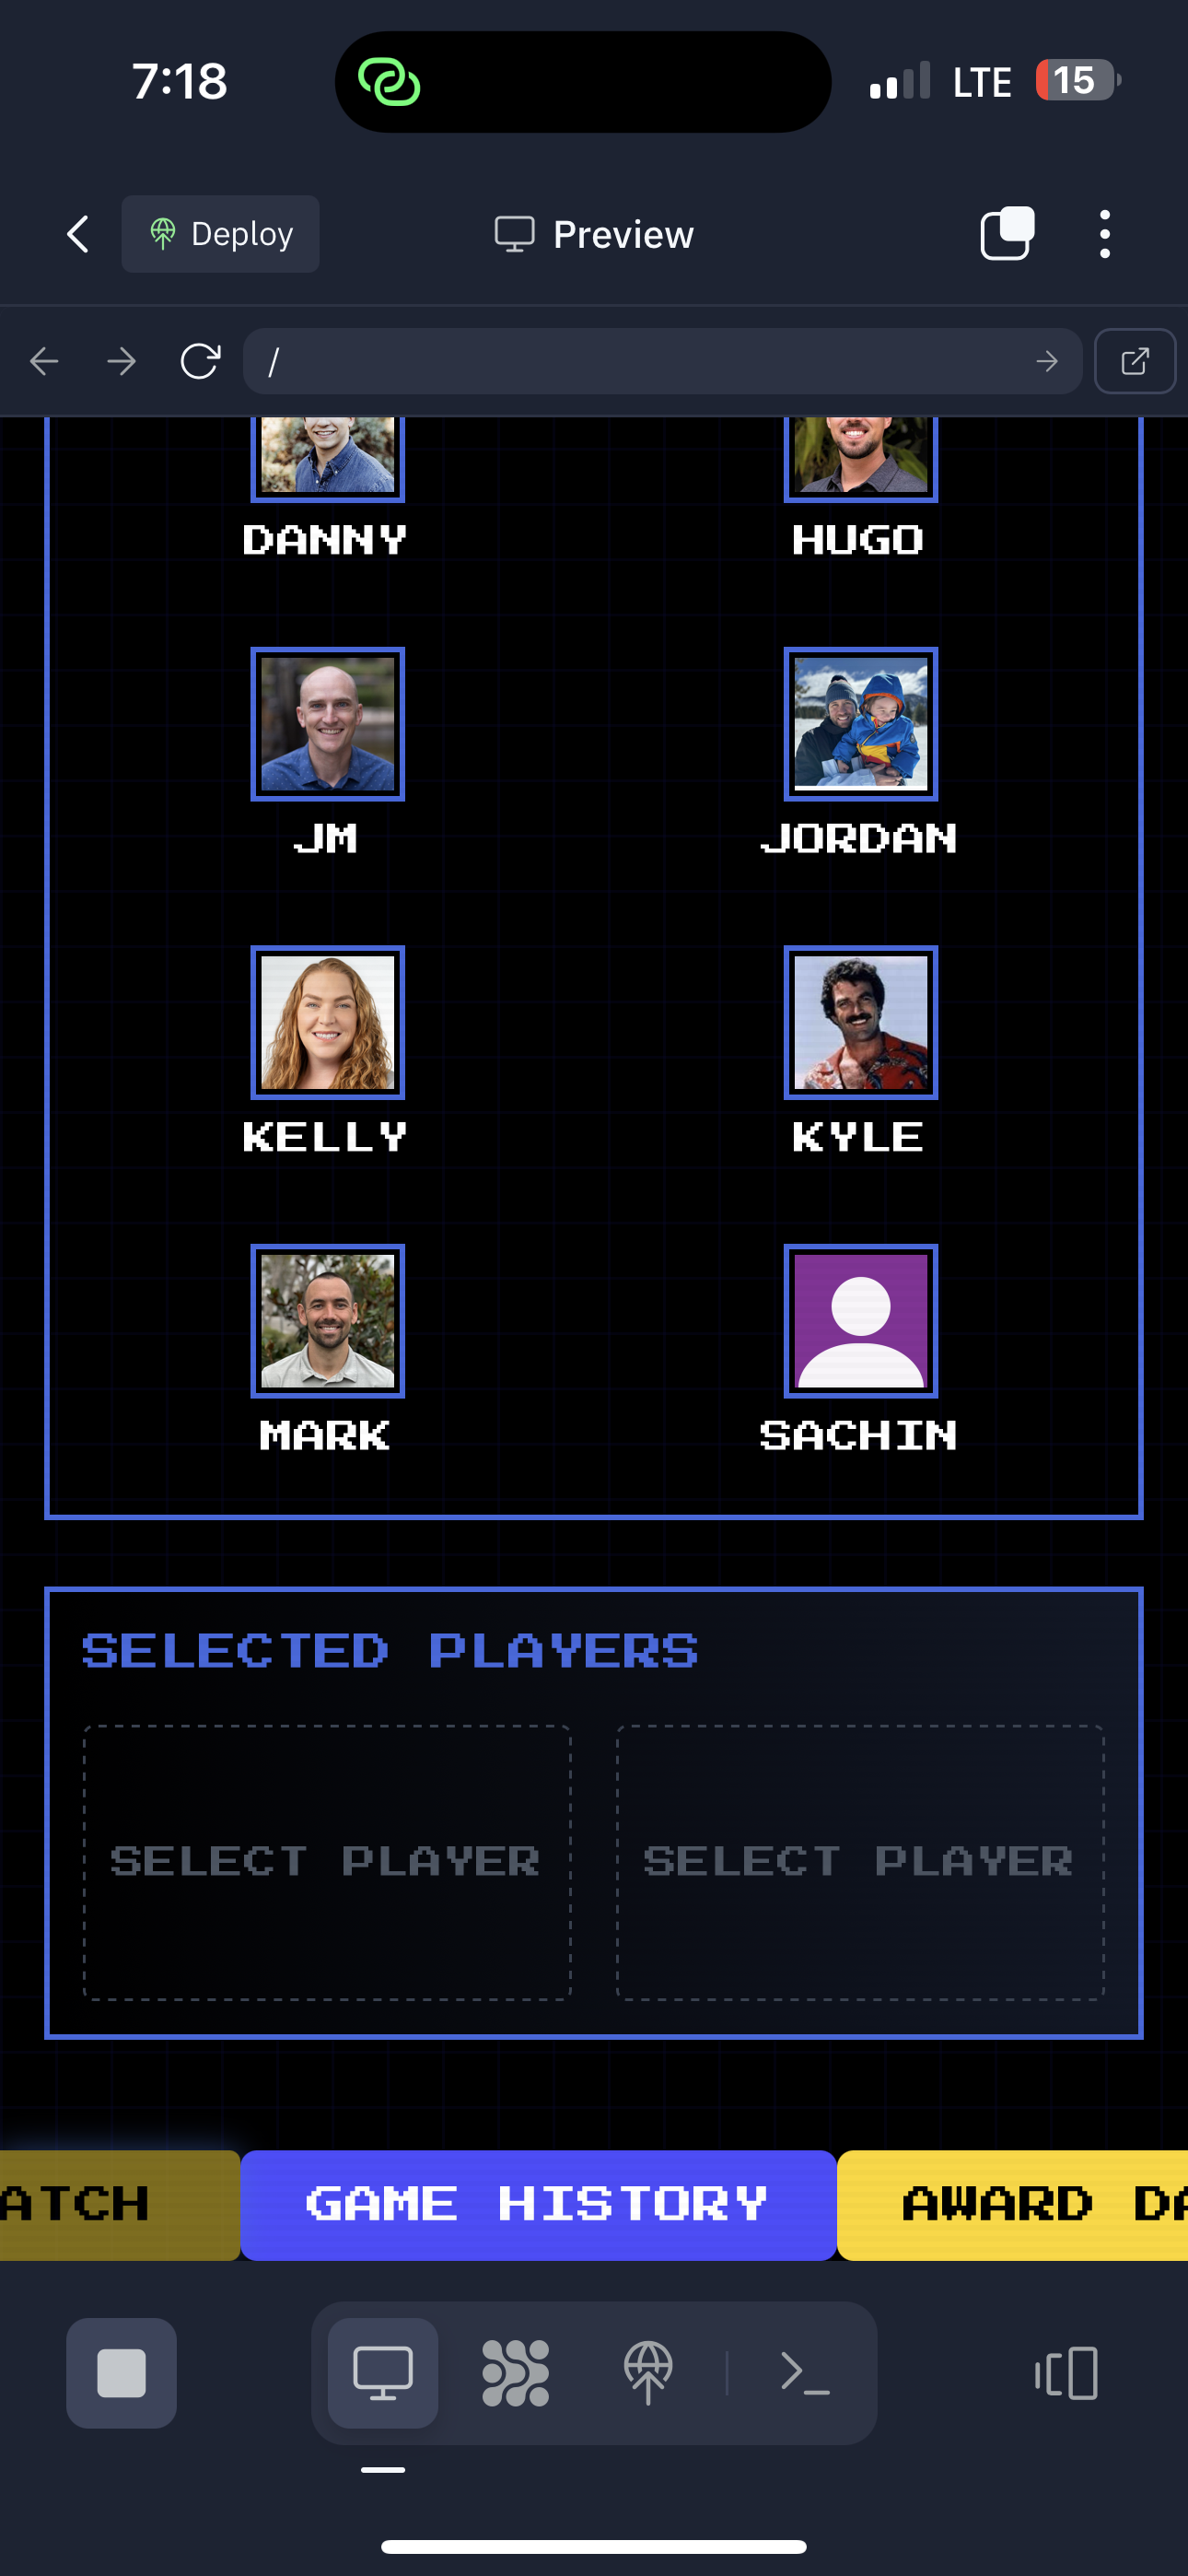 7:18
LTE
15
Deploy
Preview
/
DANNY
HUGO
JM
JORDAN
KELLY
KYLE
MARK
SACHIN
SELECTED PLAYERS
SELECT PLAYER
SELECT PLAYER
ATCH
GAME HISTORY
AWARD DA